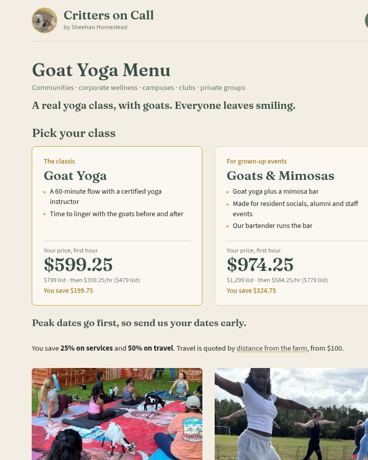 Critters on Call
by Sheehan Homestead
Goat Yoga Menu
Communities · corporate wellness · campuses · clubs · private groups
A real yoga class, with goats. Everyone leaves smiling.
Pick your class
The classic
Goat Yoga
• A 60-minute flow with a certified yoga
instructor
• Time to linger with the goats before and after
Your price, first hour
$599.25
$799 list · then $359.25/hr ($479 list)
You save $199.75
For grown-up events
Goats & Mimosas
• Goat yoga plus a mimosa bar
• Made for resident socials, alumni and staff
events
• Our bartender runs the bar
Your price, first hour
$974.25
$1,299 list · then $584.25/hr ($779 list)
You save $324.75
Peak dates go first, so send us your dates early.
You save 25% on services and 50% on travel. Travel is quoted by distance from the farm, from $100.